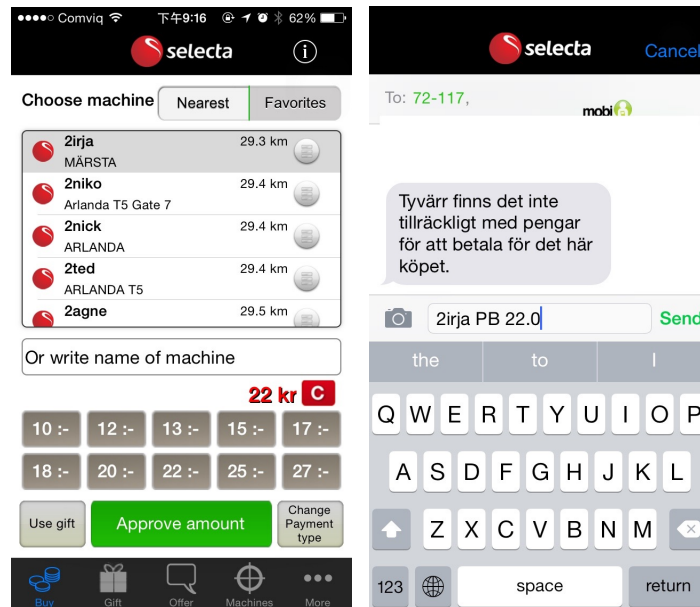 ●●●●○ Comviq 下午9:16 62%
selecta
Choose machine Nearest Favorites
2irja 29.3 km
MÄRSTA
2niko 29.4 km
Arlanda T5 Gate 7
2nick 29.4 km
ARLANDA
2ted 29.4 km
ARLANDA T5
2agne 29.5 km
Or write name of machine
22 kr C
10 :- 12 :- 13 :- 15 :- 17 :-
18 :- 20 :- 22 :- 25 :- 27 :-
Use gift Approve amount Change
Payment
type
Buy Gift Offer Machines More
selecta Cancel
To: 72-117,
mobi
Tyvärr finns det inte
tillräckligt med pengar
för att betala för det här
köpet.
2irja PB 22.0 Send
the to I
Q W E R T Y U I O P
A S D F G H J K L
Z X C V B N M
123 space return